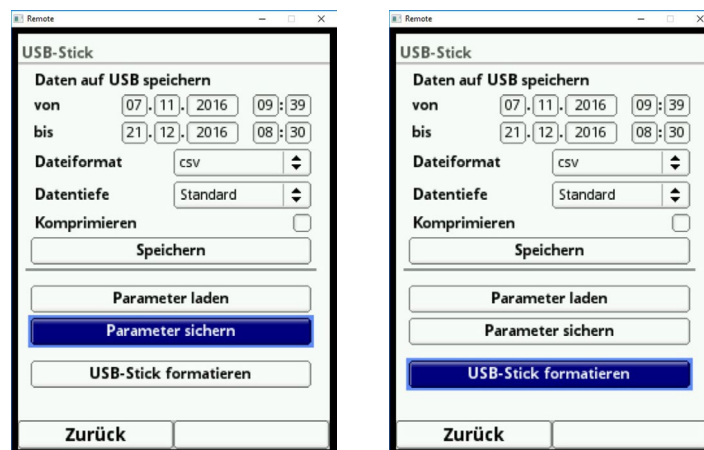 Remote
USB-Stick
Daten auf USB speichern
von 07. 11. 2016 09:39
bis 21. 12. 2016 08:30
Dateiformat csv
Datentiefe Standard
Komprimieren
Speichern
Parameter laden
Parameter sichern
USB-Stick formatieren
Zurück
Remote
USB-Stick
Daten auf USB speichern
von 07. 11. 2016 09:39
bis 21. 12. 2016 08:30
Dateiformat csv
Datentiefe Standard
Komprimieren
Speichern
Parameter laden
Parameter sichern
USB-Stick formatieren
Zurück